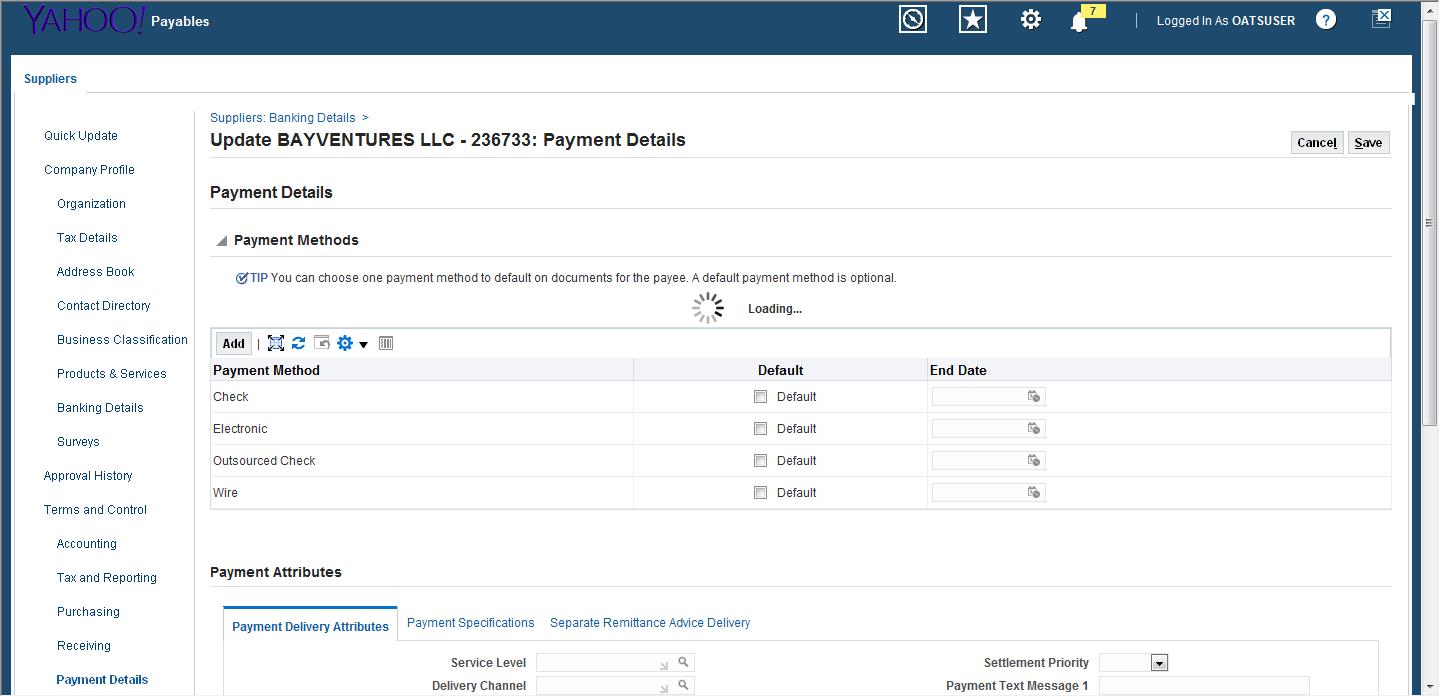 YAHOO! Payables
7
Logged In As OATSUSER
?
Suppliers
Quick Update
Company Profile
Organization
Tax Details
Address Book
Contact Directory
Business Classification
Products & Services
Banking Details
Surveys
Approval History
Terms and Control
Accounting
Tax and Reporting
Purchasing
Receiving
Payment Details
Suppliers: Banking Details >
Update BAYVENTURES LLC - 236733: Payment Details
Cancel Save
Payment Details
Payment Methods
TIP You can choose one payment method to default on documents for the payee. A default payment method is optional.
Loading...
Add |
Payment Method Default End Date
Check Default
Electronic Default
Outsourced Check Default
Wire Default
Payment Attributes
Payment Delivery Attributes Payment Specifications Separate Remittance Advice Delivery
Service Level Settlement Priority
Delivery Channel Payment Text Message 1